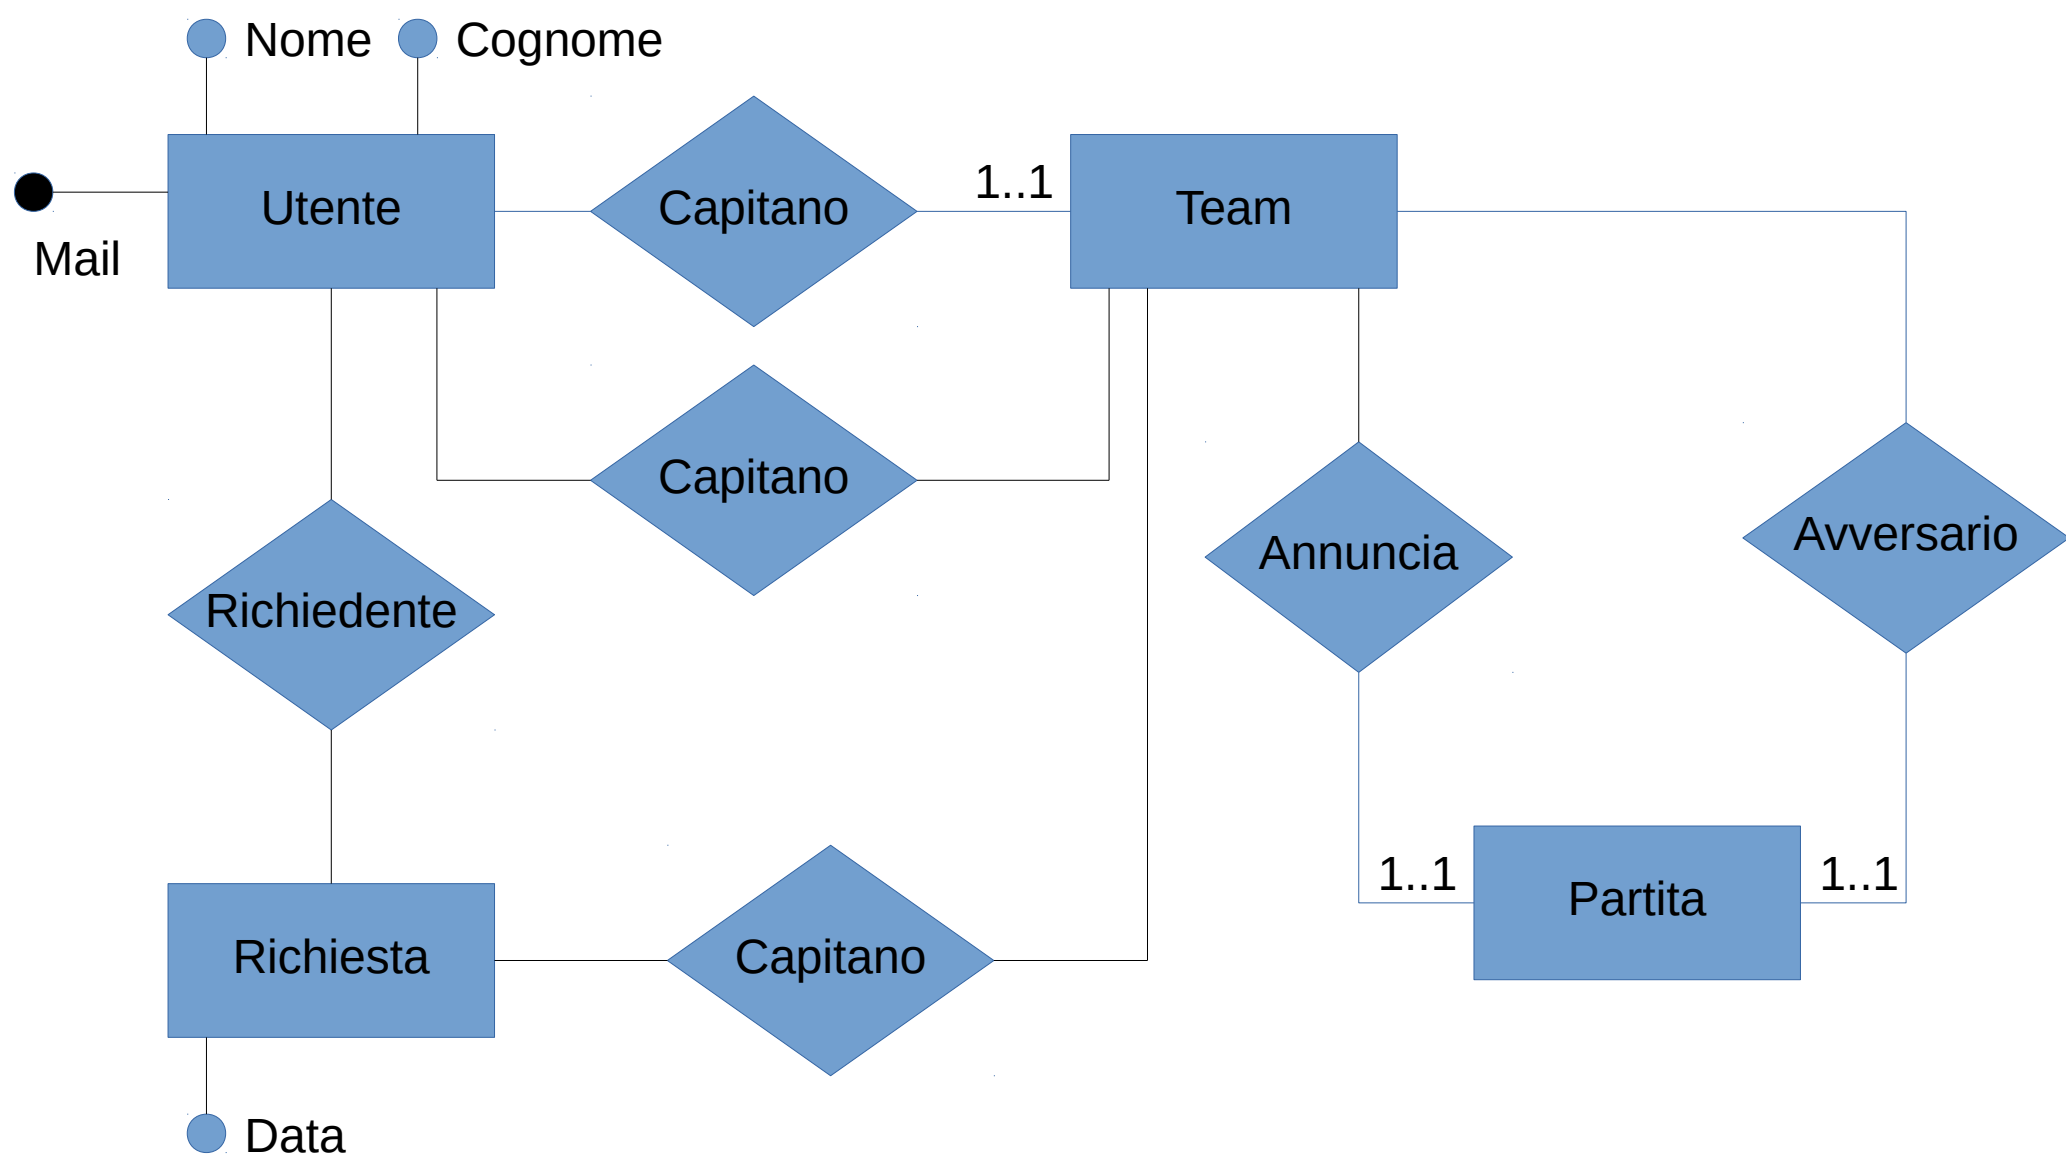 Nome
Cognome
Utente
Capitano
1..1
Team
Mail
Capitano
Annuncia
Avversario
Richiedente
1..1
1..1
Partita
Richiesta
Capitano
Data